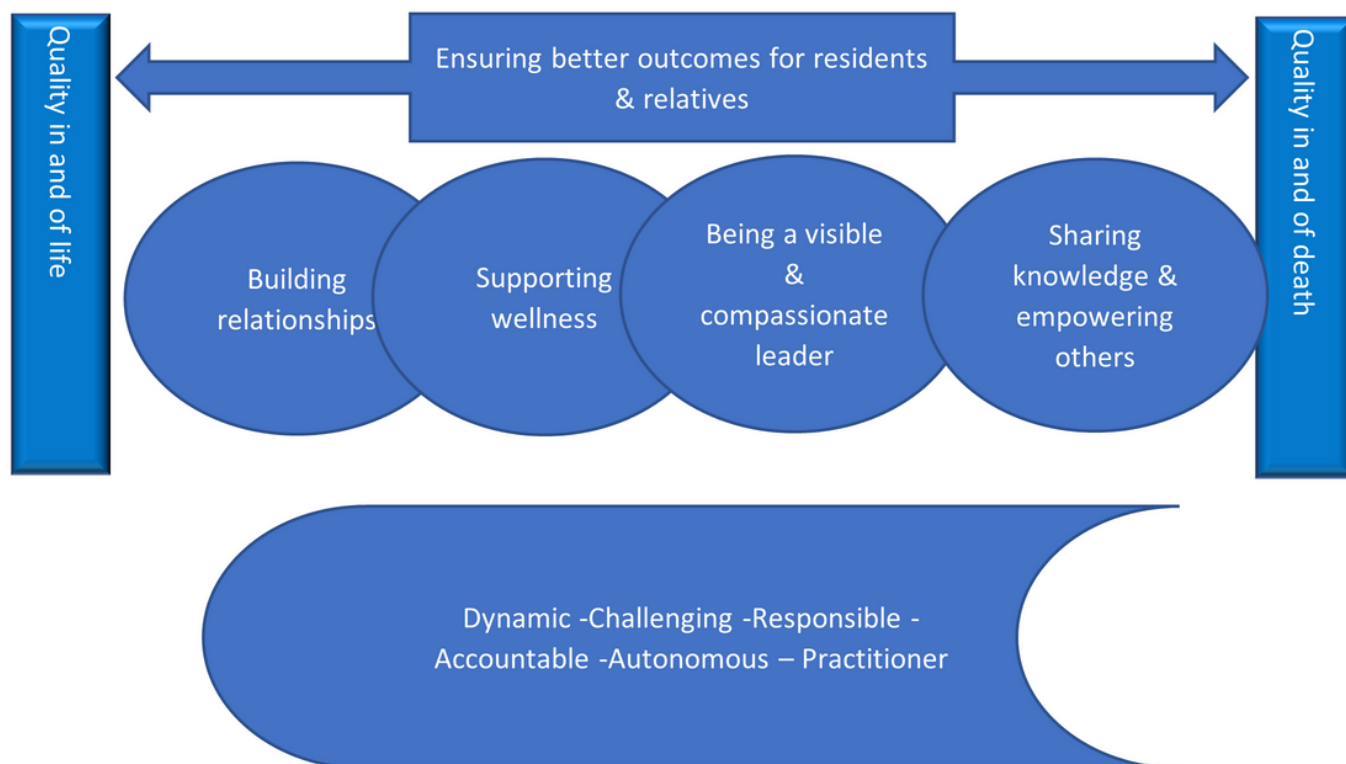 Quality in and of life
Ensuring better outcomes for residents
& relatives
Quality in and of death
Building
relationships
Supporting
wellness
Being a visible
&
compassionate
leader
Sharing
knowledge &
empowering
others
Dynamic -Challenging -Responsible -
Accountable -Autonomous – Practitioner